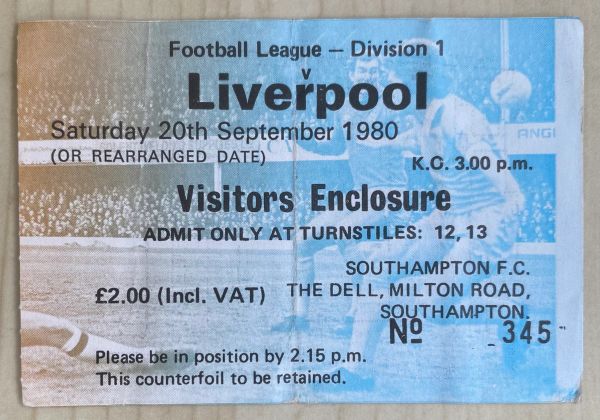 Football League – Division 1
v
Liverpool
Saturday 20th September 1980
(OR REARRANGED DATE)
K.O. 3.00 p.m.
Visitors Enclosure
ADMIT ONLY AT TURNSTILES: 12, 13
SOUTHAMPTON F.C.
£2.00 (Incl. VAT) THE DELL, MILTON ROAD,
SOUTHAMPTON.
Nº 345
Please be in position by 2.15 p.m.
This counterfoil to be retained.